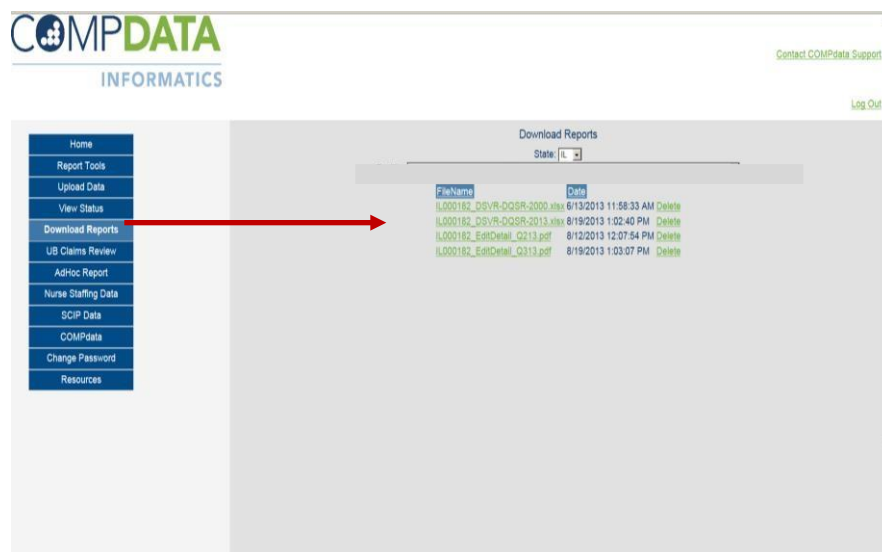 COMPDATA
INFORMATICS
Contact COMPdata Support
Log Out
Home
Report Tools
Upload Data
View Status
Download Reports
UB Claims Review
AdHoc Report
Nurse Staffing Data
SCIP Data
COMPdata
Change Password
Resources
Download Reports
State: IL
FileName Date
IL000182_DSVR-DQSR-2000.xlsx 6/13/2013 11:58:33 AM Delete
IL000182_DSVR-DQSR-2013.xlsx 8/19/2013 1:02:40 PM Delete
IL000182_EditDetail_Q213.pdf 8/12/2013 12:07:54 PM Delete
IL000182_EditDetail_Q313.pdf 8/19/2013 1:03:07 PM Delete